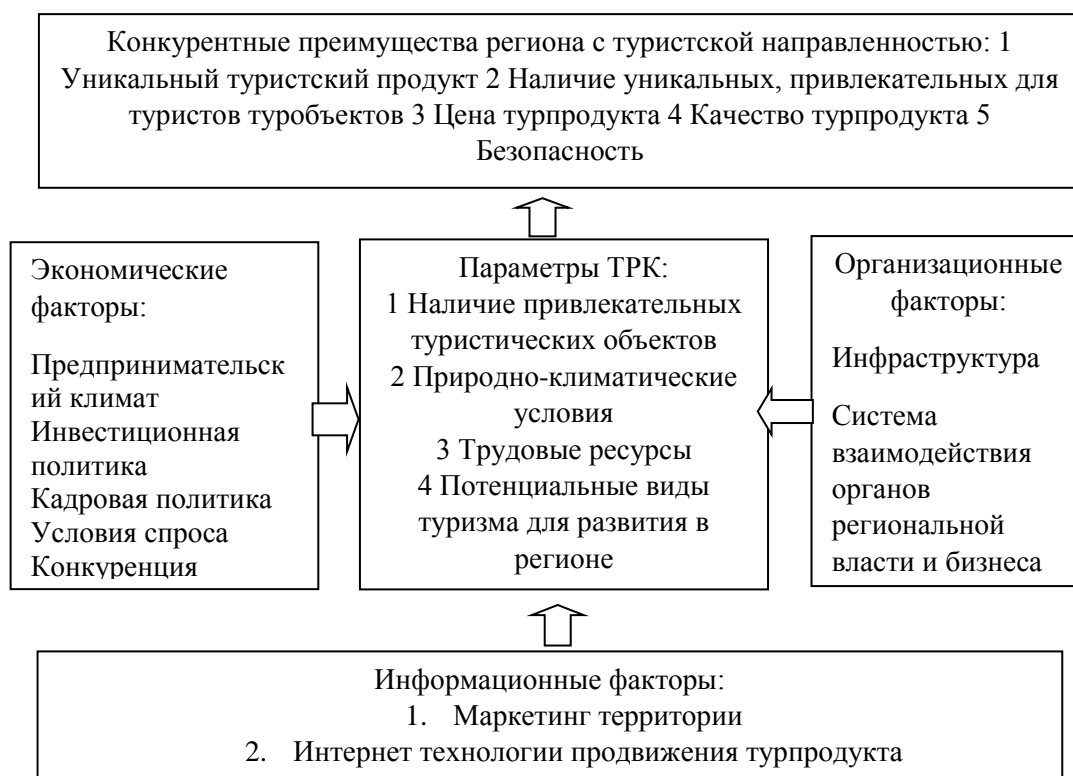 Конкурентные преимущества региона с туристской направленностью: 1
Уникальный туристский продукт 2 Наличие уникальных, привлекательных для
туристов туробъектов 3 Цена турпродукта 4 Качество турпродукта 5
Безопасность
Экономические
факторы:
Предпринимательск
ий климат
Инвестиционная
политика
Кадровая политика
Условия спроса
Конкуренция
Параметры ТРК:
1 Наличие привлекательных
туристических объектов
2 Природно-климатические
условия
3 Трудовые ресурсы
4 Потенциальные виды
туризма для развития в
регионе
Организационные
факторы:
Инфраструктура
Система
взаимодействия
органов
региональной
власти и бизнеса
Информационные факторы:
1. Маркетинг территории
2. Интернет технологии продвижения турпродукта